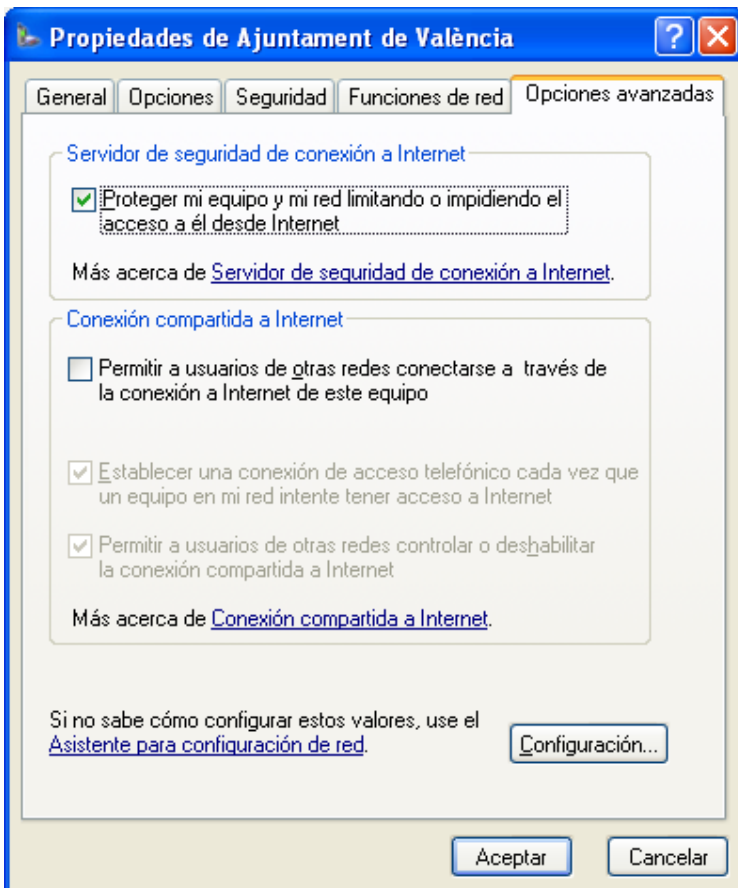 Propiedades de Ajuntament de València
General Opciones Seguridad Funciones de red Opciones avanzadas
Servidor de seguridad de conexión a Internet
Proteger mi equipo y mi red limitando o impidiendo el
acceso a él desde Internet
Más acerca de Servidor de seguridad de conexión a Internet.
Conexión compartida a Internet
Permitir a usuarios de otras redes conectarse a través de
la conexión a Internet de este equipo
Establecer una conexión de acceso telefónico cada vez que
un equipo en mi red intente tener acceso a Internet
Permitir a usuarios de otras redes controlar o deshabilitar
la conexión compartida a Internet
Más acerca de Conexión compartida a Internet.
Si no sabe cómo configurar estos valores, use el
Asistente para configuración de red.
Configuración...
Aceptar Cancelar